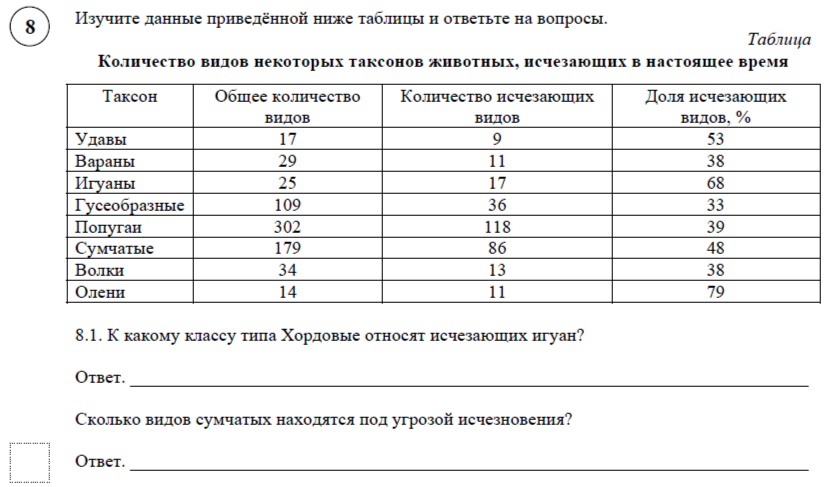 8
Изучите данные приведённой ниже таблицы и ответьте на вопросы.
Таблица
Количество видов некоторых таксонов животных, исчезающих в настоящее время
Таксон Общее количество видов Количество исчезающих видов Доля исчезающих видов, %
Удавы 17 9 53
Вараны 29 11 38
Игуаны 25 17 68
Гусеобразные 109 36 33
Попугаи 302 118 39
Сумчатые 179 86 48
Волки 34 13 38
Олени 14 11 79
8.1. К какому классу типа Хордовые относят исчезающих игуан?
Ответ.
Сколько видов сумчатых находятся под угрозой исчезновения?
Ответ.